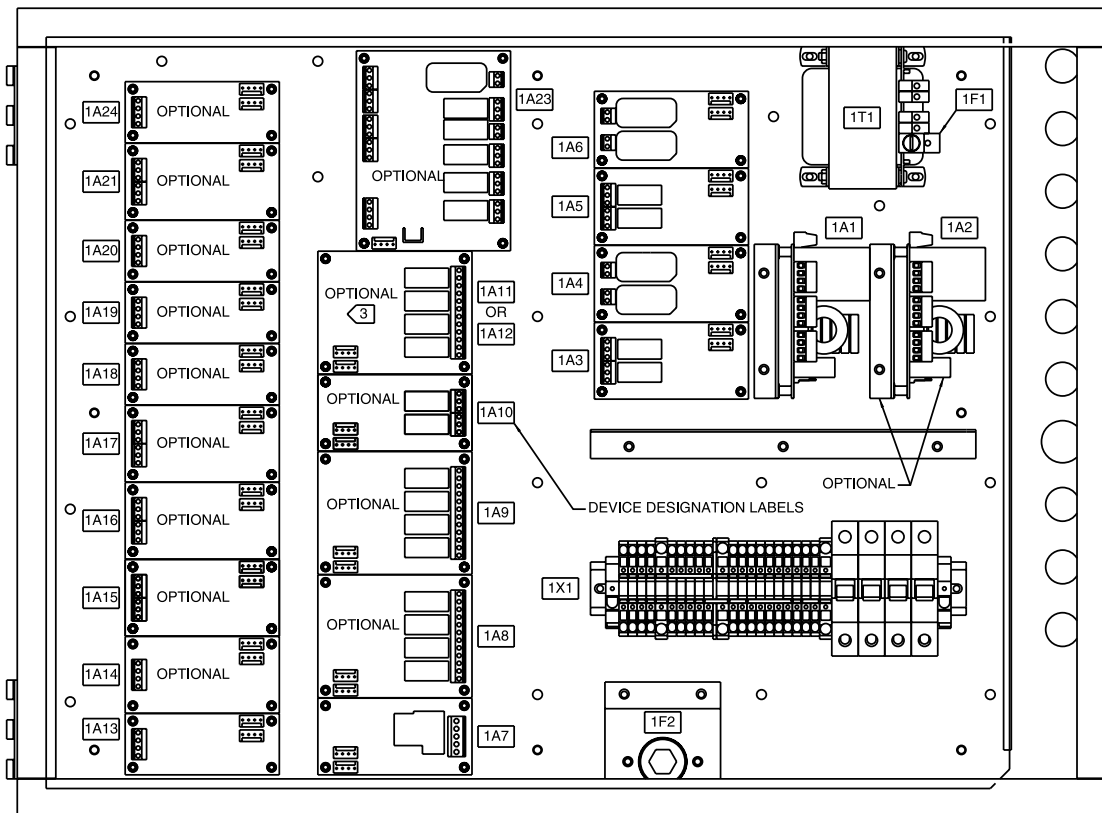 1A24
OPTIONAL
1A21
OPTIONAL
1A20
OPTIONAL
1A19
OPTIONAL
1A18
OPTIONAL
1A17
OPTIONAL
1A16
OPTIONAL
1A15
OPTIONAL
1A14
OPTIONAL
1A13
1A23
OPTIONAL
OPTIONAL
3
1A11
OR
1A12
OPTIONAL
1A10
DEVICE DESIGNATION LABELS
OPTIONAL
1A9
OPTIONAL
1A8
1A7
1A6
1A5
1A4
1A3
1T1
1F1
1A1
1A2
OPTIONAL
1X1
1F2